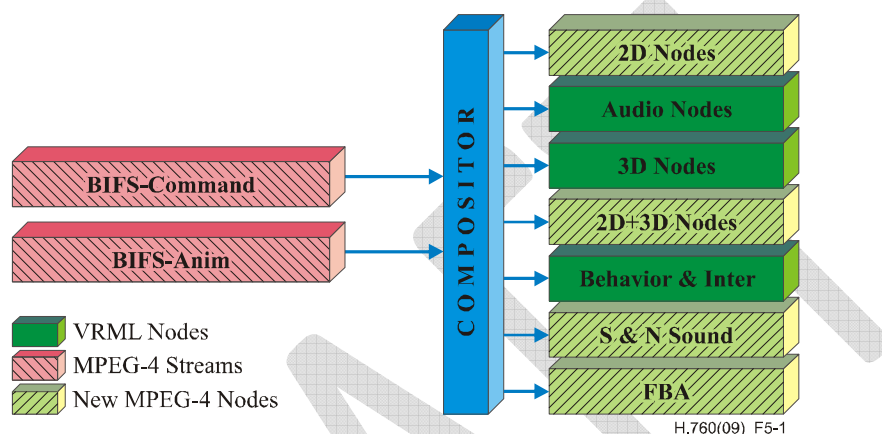 2D Nodes
Audio Nodes
3D Nodes
2D+3D Nodes
Behavior & Inter
S & N Sound
FBA
COMPOSITOR
BIFS-Command
BIFS-Anim
VRML Nodes
MPEG-4 Streams
New MPEG-4 Nodes
H.760(09)_F5-1